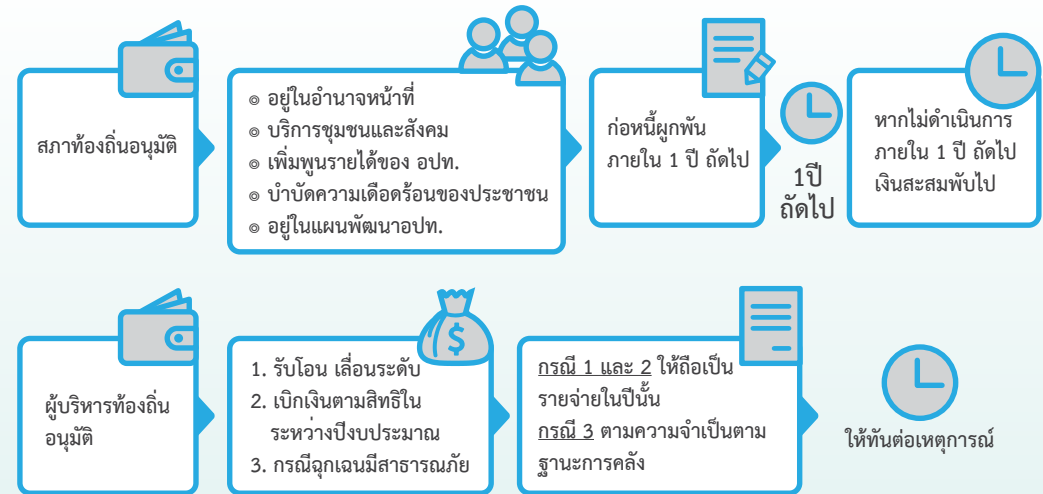 สภาท้องถิ่นอนุมัติ
๏ อยู่ในอำนาจหน้าที่
๏ บริการชุมชนและสังคม
๏ เพิ่มพูนรายได้ของ อปท.
๏ บำบัดความเดือดร้อนของประชาชน
๏ อยู่ในแผนพัฒนาอปท.
ก่อหนี้ผูกพัน
ภายใน 1 ปี ถัดไป
1ปี
ถัดไป
หากไม่ดำเนินการ
ภายใน 1 ปี ถัดไป
เงินสะสมพับไป
ผู้บริหารท้องถิ่น
อนุมัติ
1. รับโอน เลื่อนระดับ
2. เบิกเงินตามสิทธิใน
ระหว่างปีงบประมาณ
3. กรณีฉุกเฉนมีสาธารณภัย
$
กรณี 1 และ 2 ให้ถือเป็น
รายจ่ายในปีนั้น
กรณี 3 ตามความจำเป็นตาม
ฐานะการคลัง
ให้ทันต่อเหตุการณ์